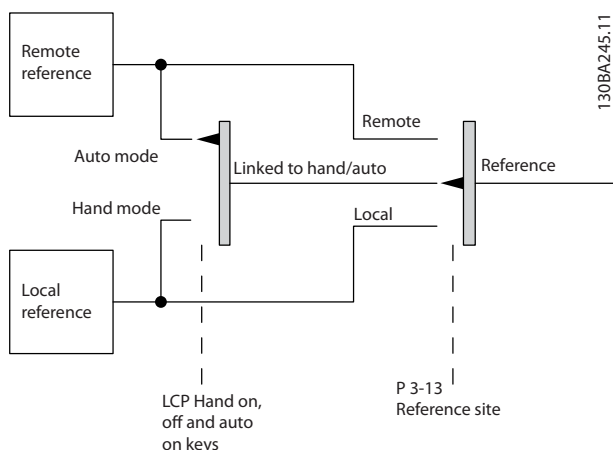 Remote
reference
130BA245.11
Remote
Auto mode
Linked to hand/auto
Reference
Hand mode
Local
Local
reference
LCP Hand on,
off and auto
on keys
P 3-13
Reference site